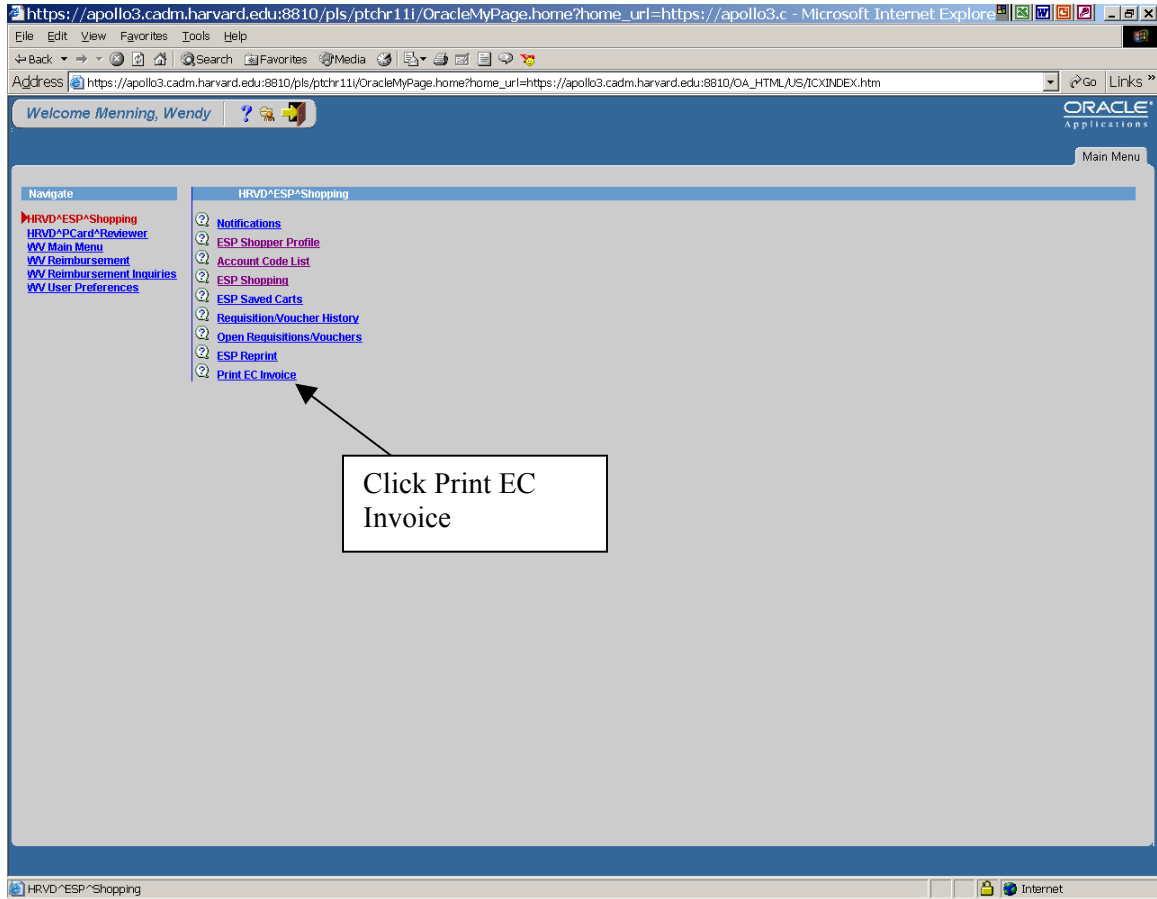 https://apollo3.cadm.harvard.edu:8810/pls/ptchr11i/OracleMyPage.home?home_url=https://apollo3.c - Microsoft Internet Explore
File Edit View Favorites Tools Help
Back Search Favorites Media
Address https://apollo3.cadm.harvard.edu:8810/pls/ptchr11i/OracleMyPage.home?home_url=https://apollo3.cadm.harvard.edu:8810/OA_HTML/US/ICXINDEX.htm Go Links »
Welcome Menning, Wendy
ORACLE
Applications
Main Menu
Navigate
HRVD^ESP^Shopping
HRVD^PCard^Reviewer
WV Main Menu
WV Reimbursement
WV Reimbursement Inquiries
WV User Preferences
HRVD^ESP^Shopping
Notifications
ESP Shopper Profile
Account Code List
ESP Shopping
ESP Saved Carts
Requisition/Voucher History
Open Requisitions/Vouchers
ESP Reprint
Print EC Invoice
Click Print EC
Invoice
HRVD^ESP^Shopping Internet